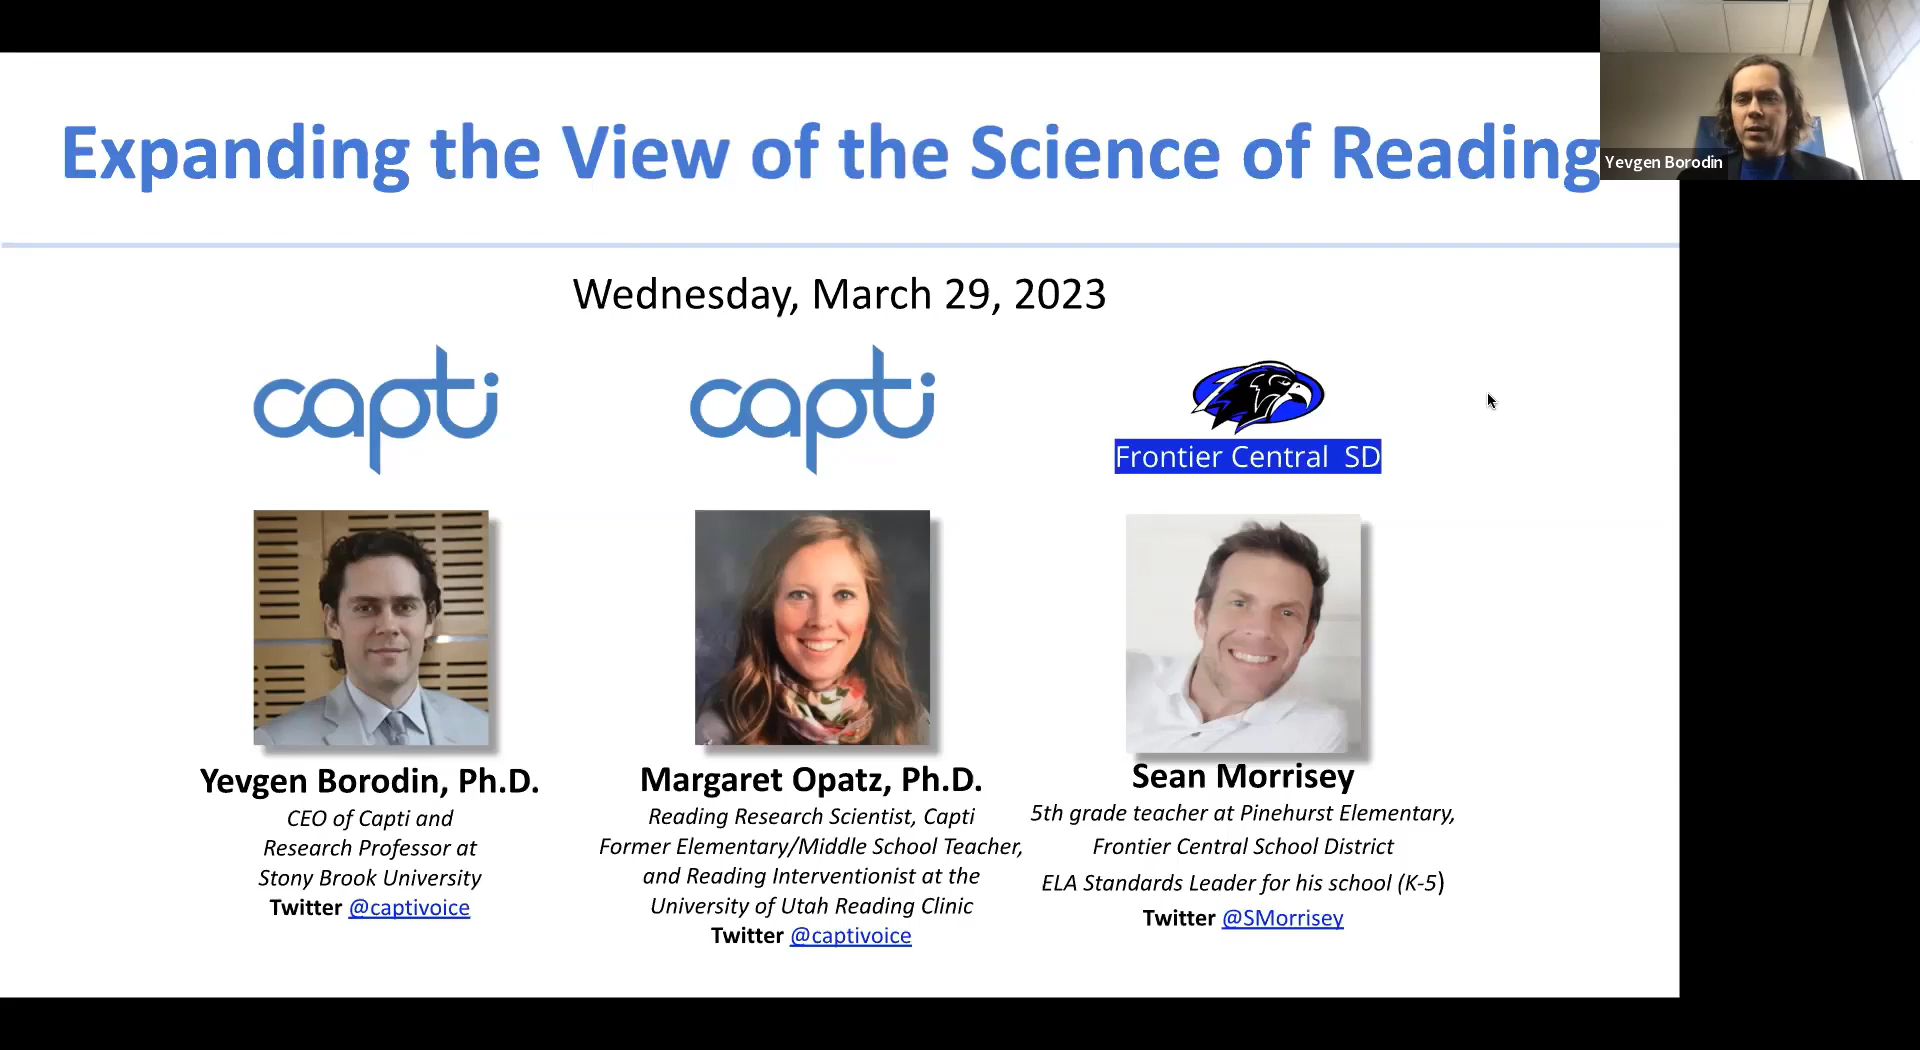 Expanding the View of the Science of Reading
Yevgen Borodin
Wednesday, March 29, 2023
capti
capti
Frontier Central SD
Yevgen Borodin, Ph.D.
CEO of Capti and
Research Professor at
Stony Brook University
Twitter @captivoice
Margaret Opatz, Ph.D.
Reading Research Scientist, Capti
Former Elementary/Middle School Teacher,
and Reading Interventionist at the
University of Utah Reading Clinic
Twitter @captivoice
Sean Morrisey
5th grade teacher at Pinehurst Elementary,
Frontier Central School District
ELA Standards Leader for his school (K-5)
Twitter @SMorrisey